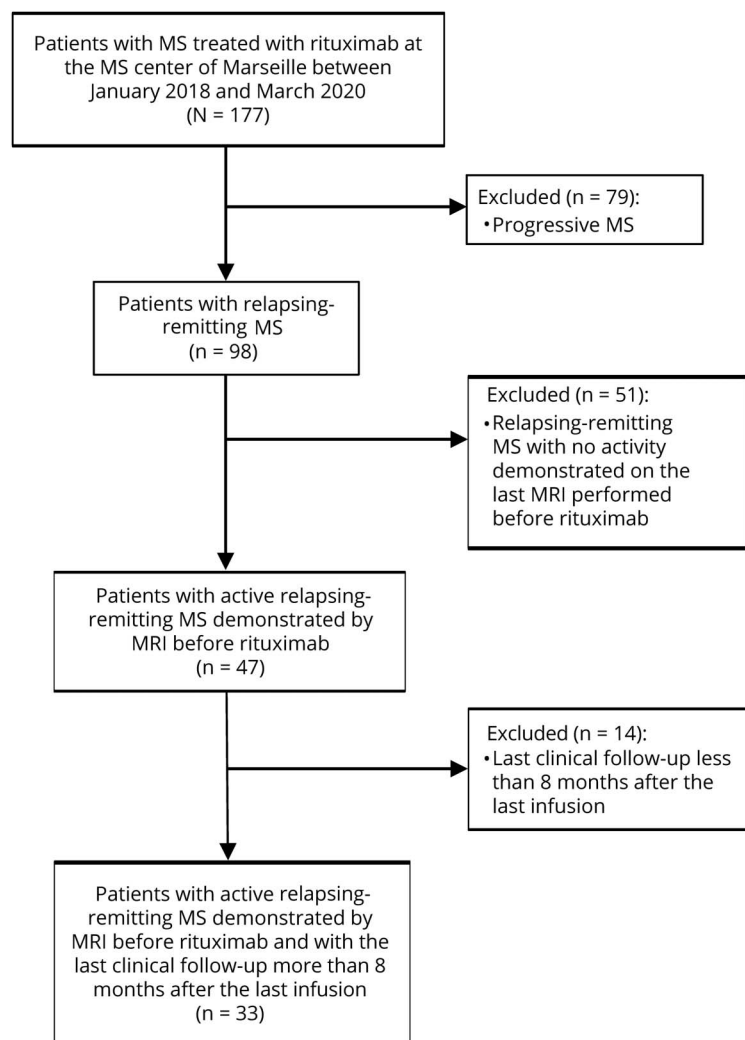 Patients with MS treated with rituximab at
the MS center of Marseille between
January 2018 and March 2020
(N = 177)
Excluded (n = 79):
•Progressive MS
Patients with relapsing-
remitting MS
(n = 98)
Excluded (n = 51):
•Relapsing-remitting
MS with no activity
demonstrated on the
last MRI performed
before rituximab
Patients with active relapsing-
remitting MS demonstrated by
MRI before rituximab
(n = 47)
Excluded (n = 14):
•Last clinical follow-up less
than 8 months after the
last infusion
Patients with active relapsing-
remitting MS demonstrated by
MRI before rituximab and with the
last clinical follow-up more than 8
months after the last infusion
(n = 33)